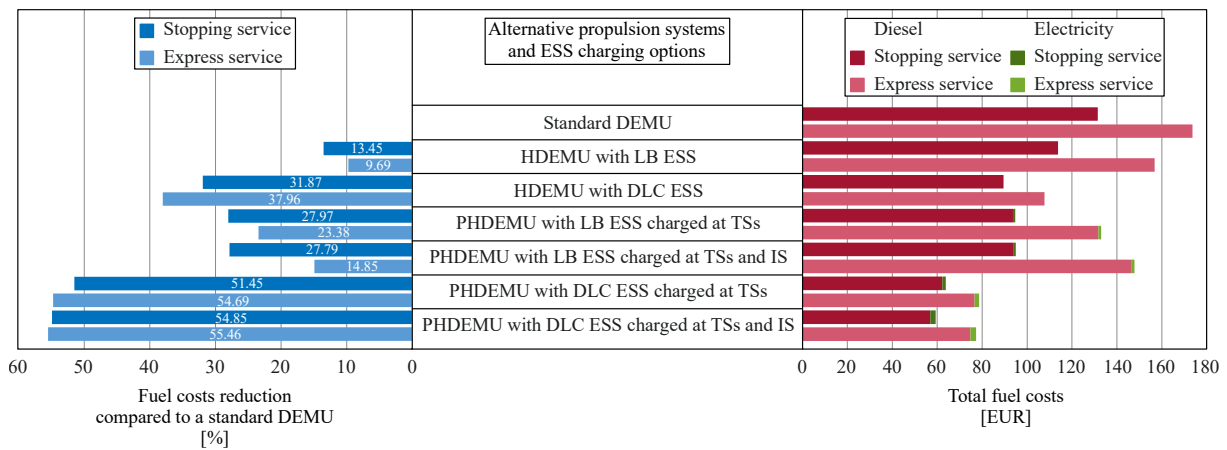 Stopping service
Express service
Alternative propulsion systems
and ESS charging options
Diesel Electricity
Stopping service Stopping service
Express service Express service
Standard DEMU
13.45
HDEMU with LB ESS
9.69
31.87
HDEMU with DLC ESS
37.96
27.97
PHDEMU with LB ESS charged at TSs
23.38
27.79
PHDEMU with LB ESS charged at TSs and IS
14.85
51.45
PHDEMU with DLC ESS charged at TSs
54.69
54.85
PHDEMU with DLC ESS charged at TSs and IS
55.46
60 50 40 30 20 10 0 0 20 40 60 80 100 120 140 160 180
Fuel costs reduction
compared to a standard DEMU
[%]
Total fuel costs
[EUR]